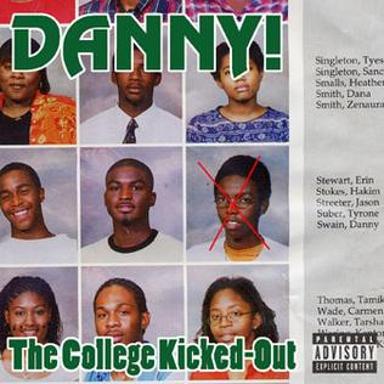 DANNY!
Singleton, Tyes
Singleton, Sanc
Smalls, Heather
Smith, Dana
Smith, Zenaura
Stewart, Erin
Stokes, Hakim
Streeter, Jason
Suber, Tyrone
Swain, Danny
Thomas, Tamik
Wade, Carmen
Walker, Tarsha
The College Kicked-Out
PARENTAL
ADVISORY
EXPLICIT CONTENT